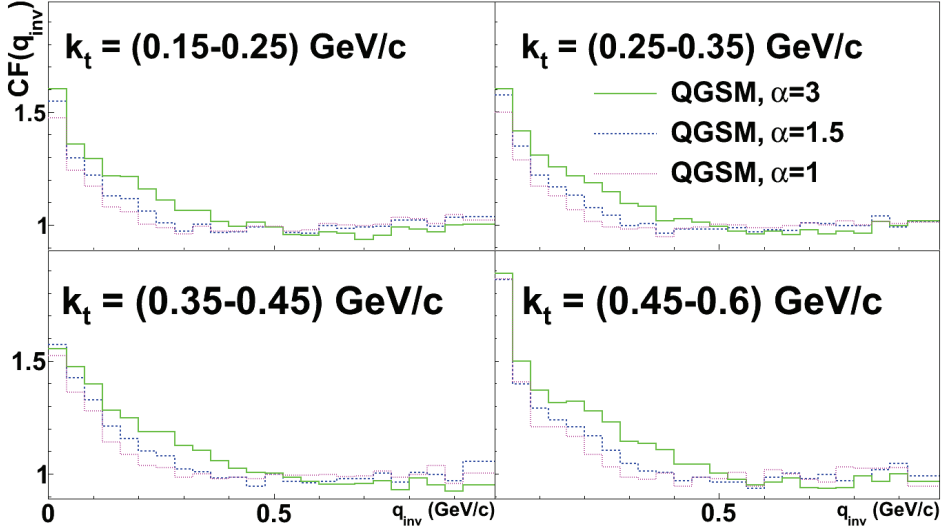 CF(q_inv)
k_t = (0.15-0.25) GeV/c
k_t = (0.25-0.35) GeV/c
QGSM, α=3
1.5
QGSM, α=1.5
QGSM, α=1
1
k_t = (0.35-0.45) GeV/c
k_t = (0.45-0.6) GeV/c
1.5
1
0
0.5
q_inv (GeV/c)
0.5
q_inv (GeV/c)